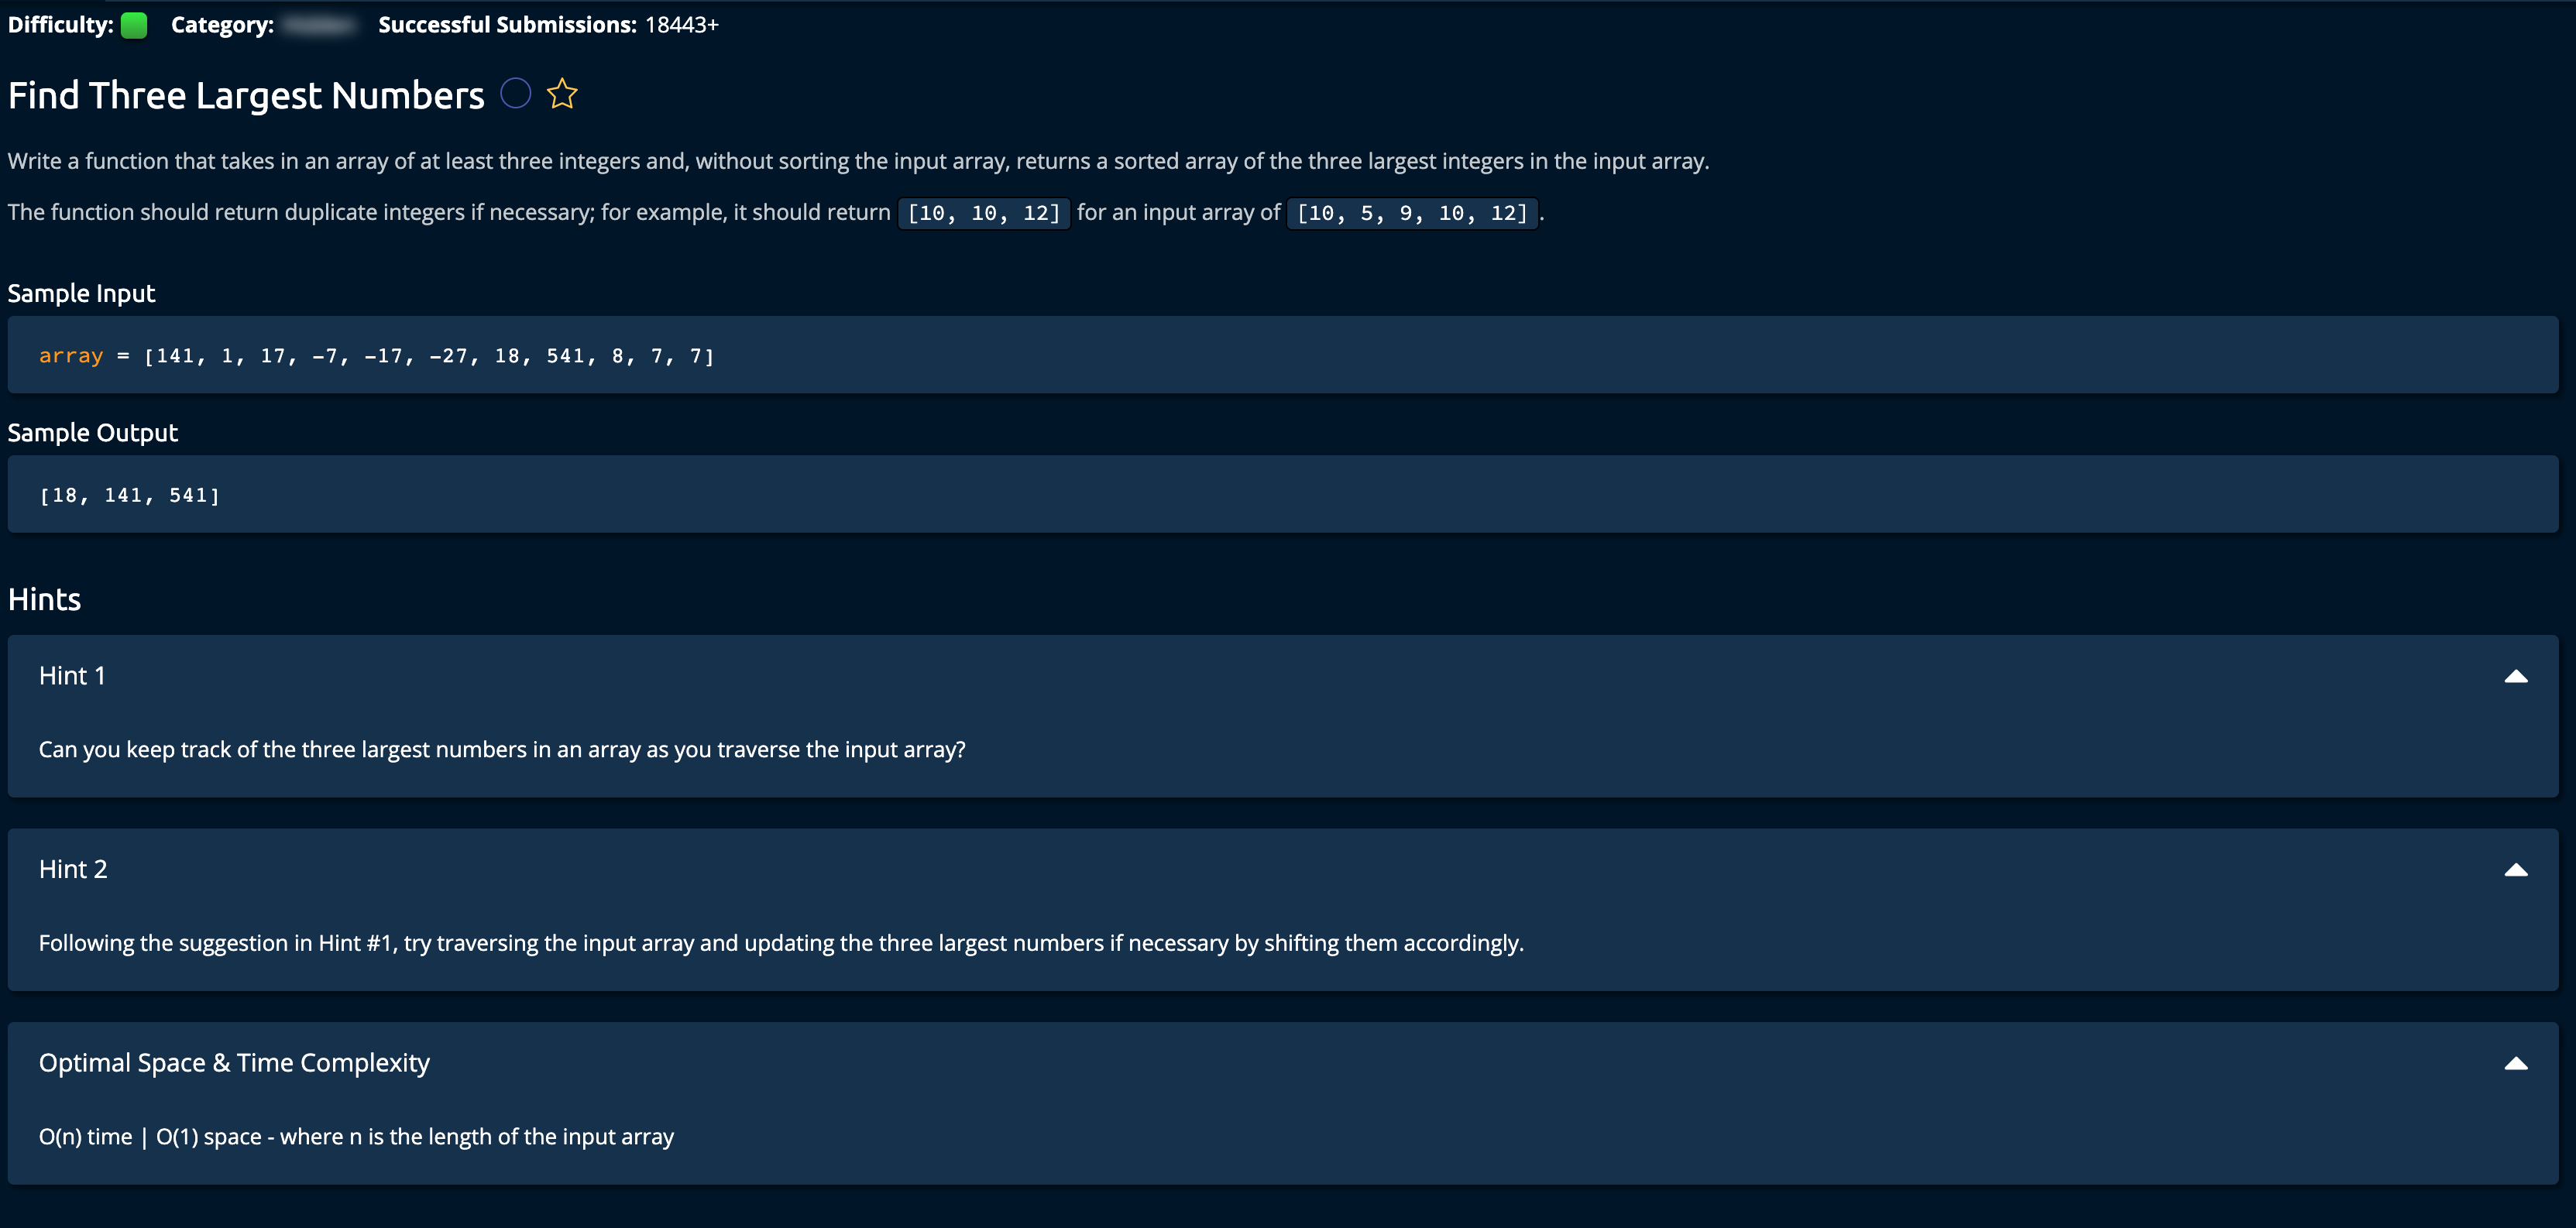 Difficulty: Category: Successful Submissions: 18443+
Find Three Largest Numbers
Write a function that takes in an array of at least three integers and, without sorting the input array, returns a sorted array of the three largest integers in the input array.
The function should return duplicate integers if necessary; for example, it should return [10, 10, 12] for an input array of [10, 5, 9, 10, 12] .
Sample Input
array = [141, 1, 17, -7, -17, -27, 18, 541, 8, 7, 7]
Sample Output
[18, 141, 541]
Hints
Hint 1
Can you keep track of the three largest numbers in an array as you traverse the input array?
Hint 2
Following the suggestion in Hint #1, try traversing the input array and updating the three largest numbers if necessary by shifting them accordingly.
Optimal Space & Time Complexity
O(n) time | O(1) space - where n is the length of the input array